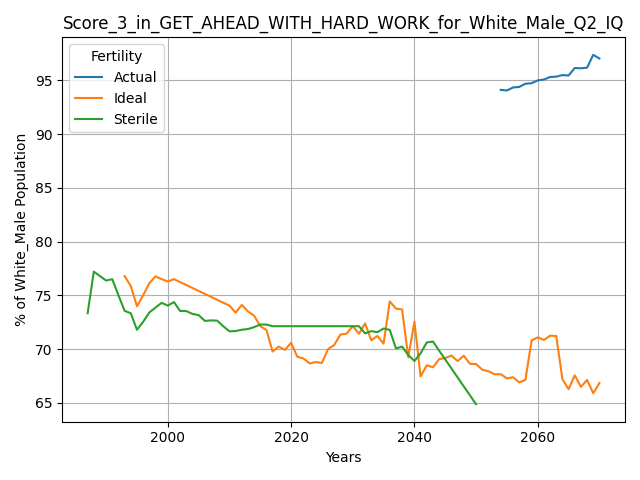 Score_3_in_GET_AHEAD_WITH_HARD_WORK_for_White_Male_Q2_IQ
Fertility
Actual
Ideal
Sterile
% of White_Male Population
95
90
85
80
75
70
65
2000
2020
2040
2060
Years